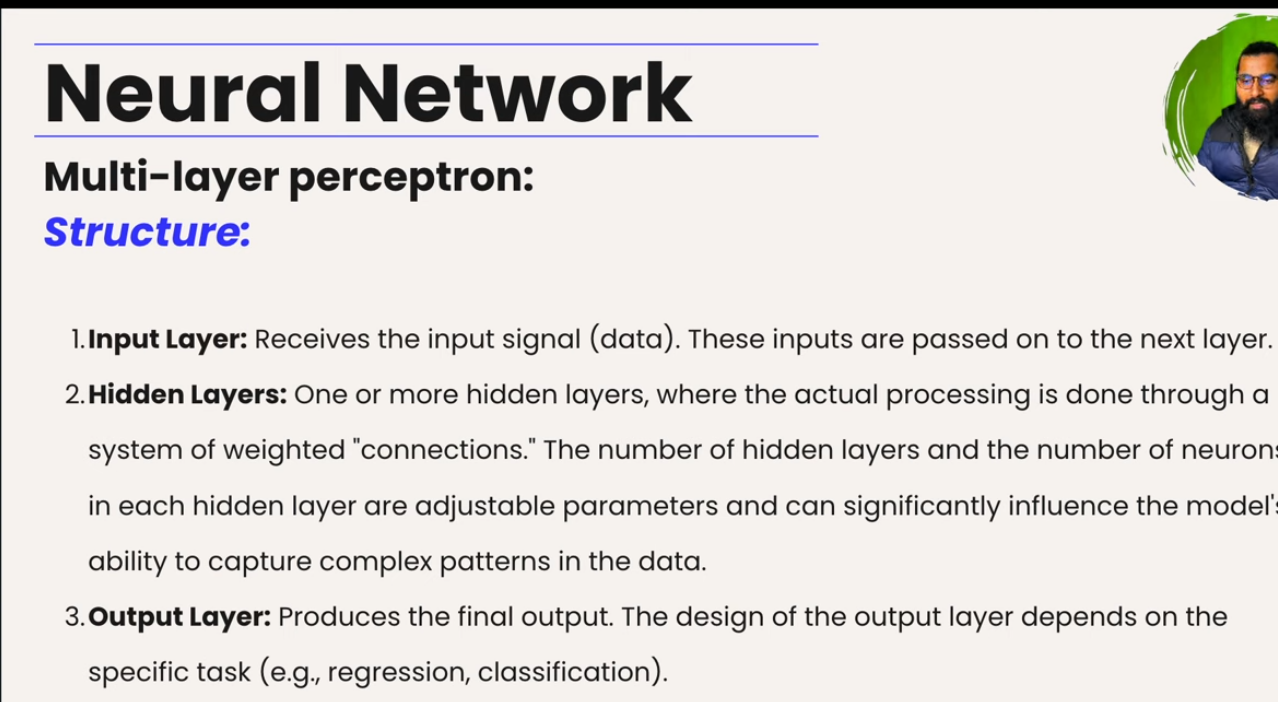 Neural Network
Multi-layer perceptron:
Structure:
1. Input Layer: Receives the input signal (data). These inputs are passed on to the next layer.
2. Hidden Layers: One or more hidden layers, where the actual processing is done through a
system of weighted "connections." The number of hidden layers and the number of neurons
in each hidden layer are adjustable parameters and can significantly influence the model's
ability to capture complex patterns in the data.
3. Output Layer: Produces the final output. The design of the output layer depends on the
specific task (e.g., regression, classification).